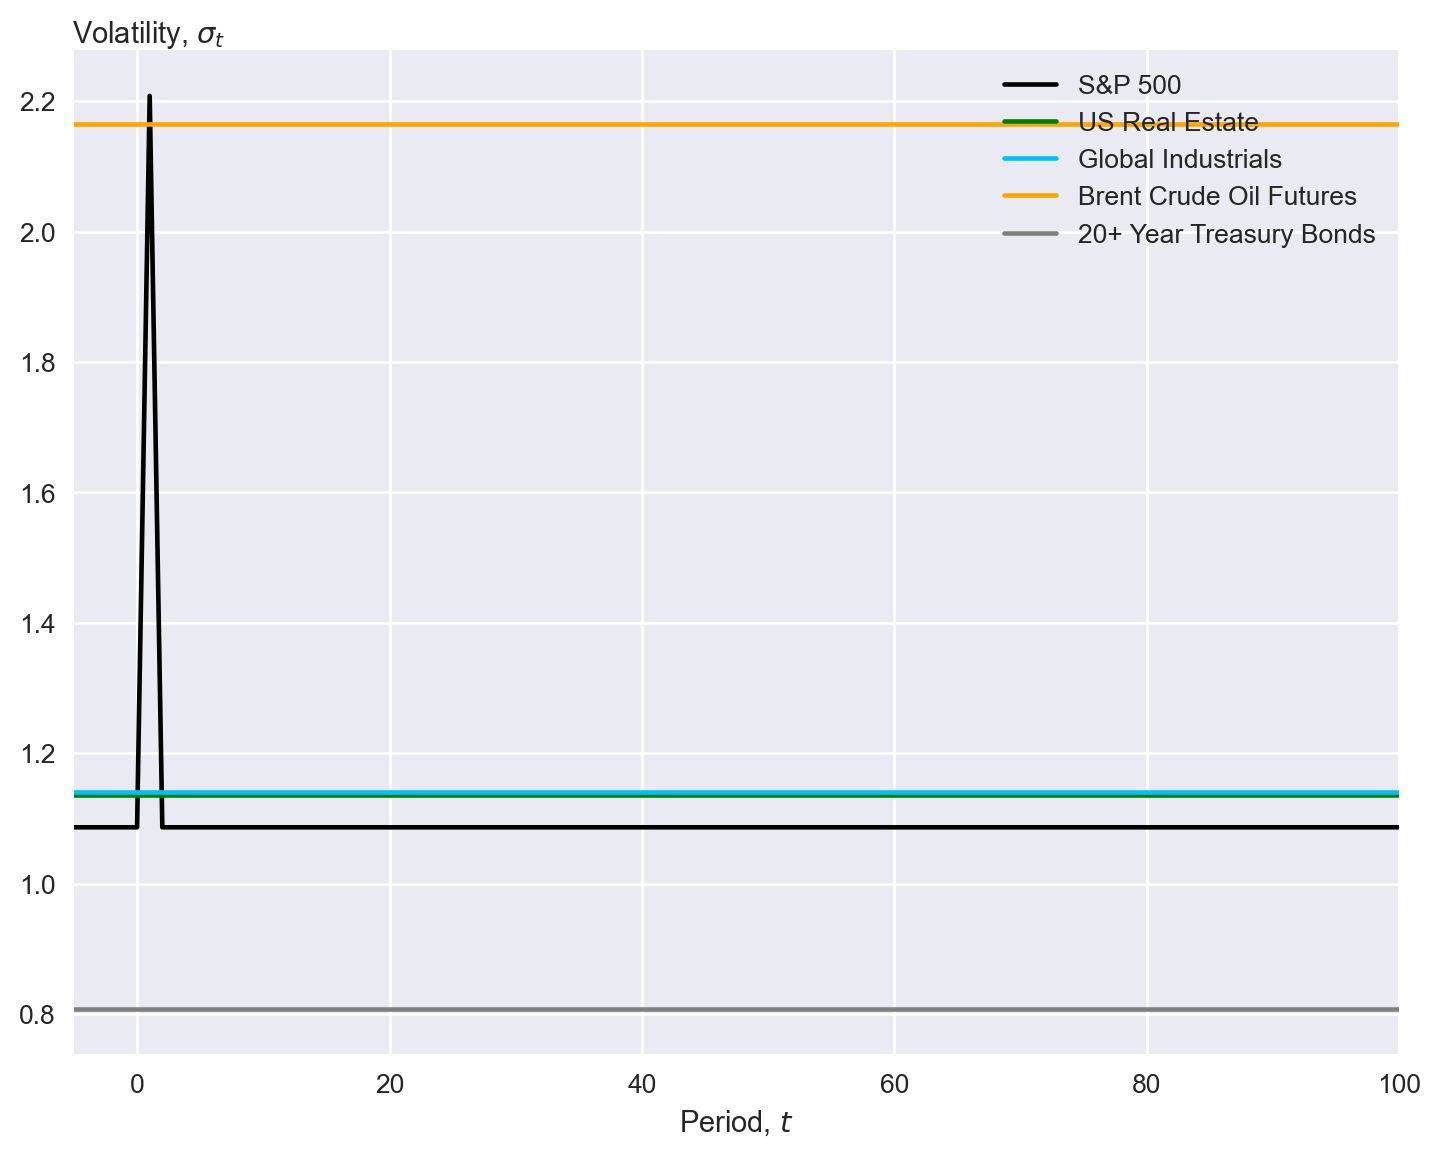 Volatility, σt
2.2
2.0
1.8
1.6
1.4
1.2
1.0
0.8
S&P 500
US Real Estate
Global Industrials
Brent Crude Oil Futures
20+ Year Treasury Bonds
0 20 40 60 80 100
Period, t